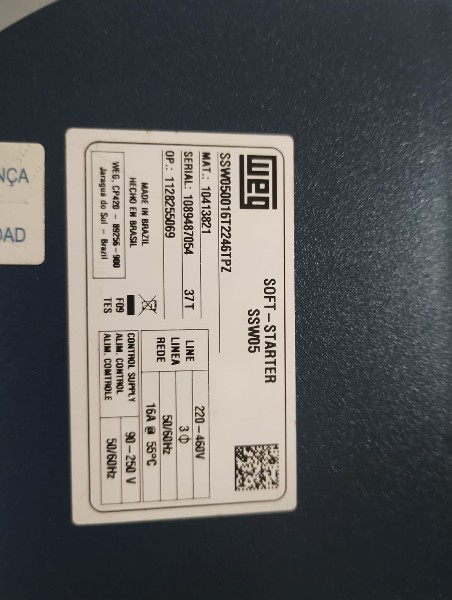 WEG
SOFT-STARTER
SSW05
SSW050016T2246TPZ
MAT.: 10413821
SERIAL: 1089487054 37T
OP.: 1128255069
MADE IN BRAZIL
HECHO EN BRASIL
WEG, CP420 - 89256-900
Jaragua do Sul - Brazil
F09
TES
LINE
LINEA
REDE
220-460V
3 Φ
50/60Hz
16A @ 55°C
CONTROL SUPPLY
ALIM. CONTROL
ALIM. CONTROLE
90-250 V
50/60Hz
NÇA
DAD